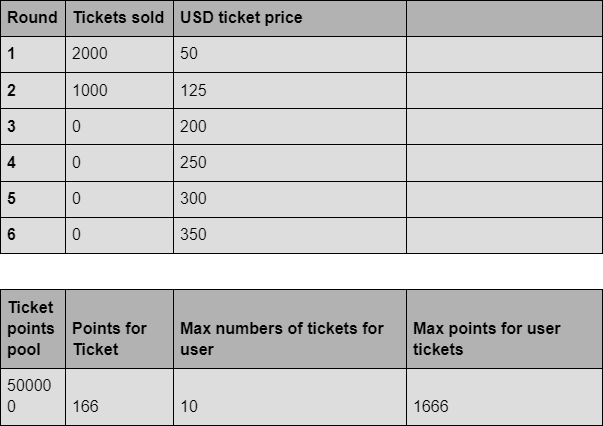 Round Tickets sold USD ticket price
1 2000 50
2 1000 125
3 0 200
4 0 250
5 0 300
6 0 350
Ticket
points
pool
Points for
Ticket
Max numbers of tickets for
user
Max points for user
tickets
50000
0
166
10
1666